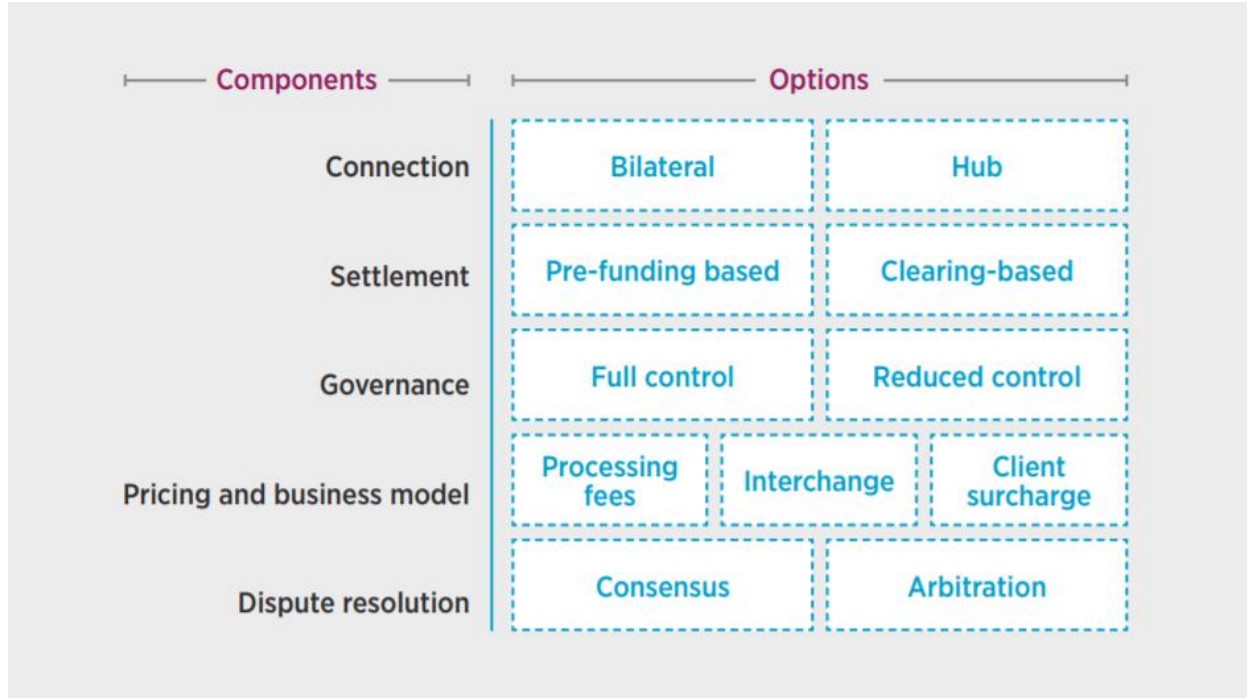 Components
Options
Connection
Bilateral
Hub
Settlement
Pre-funding based
Clearing-based
Governance
Full control
Reduced control
Pricing and business model
Processing
fees
Interchange
Client
surcharge
Dispute resolution
Consensus
Arbitration